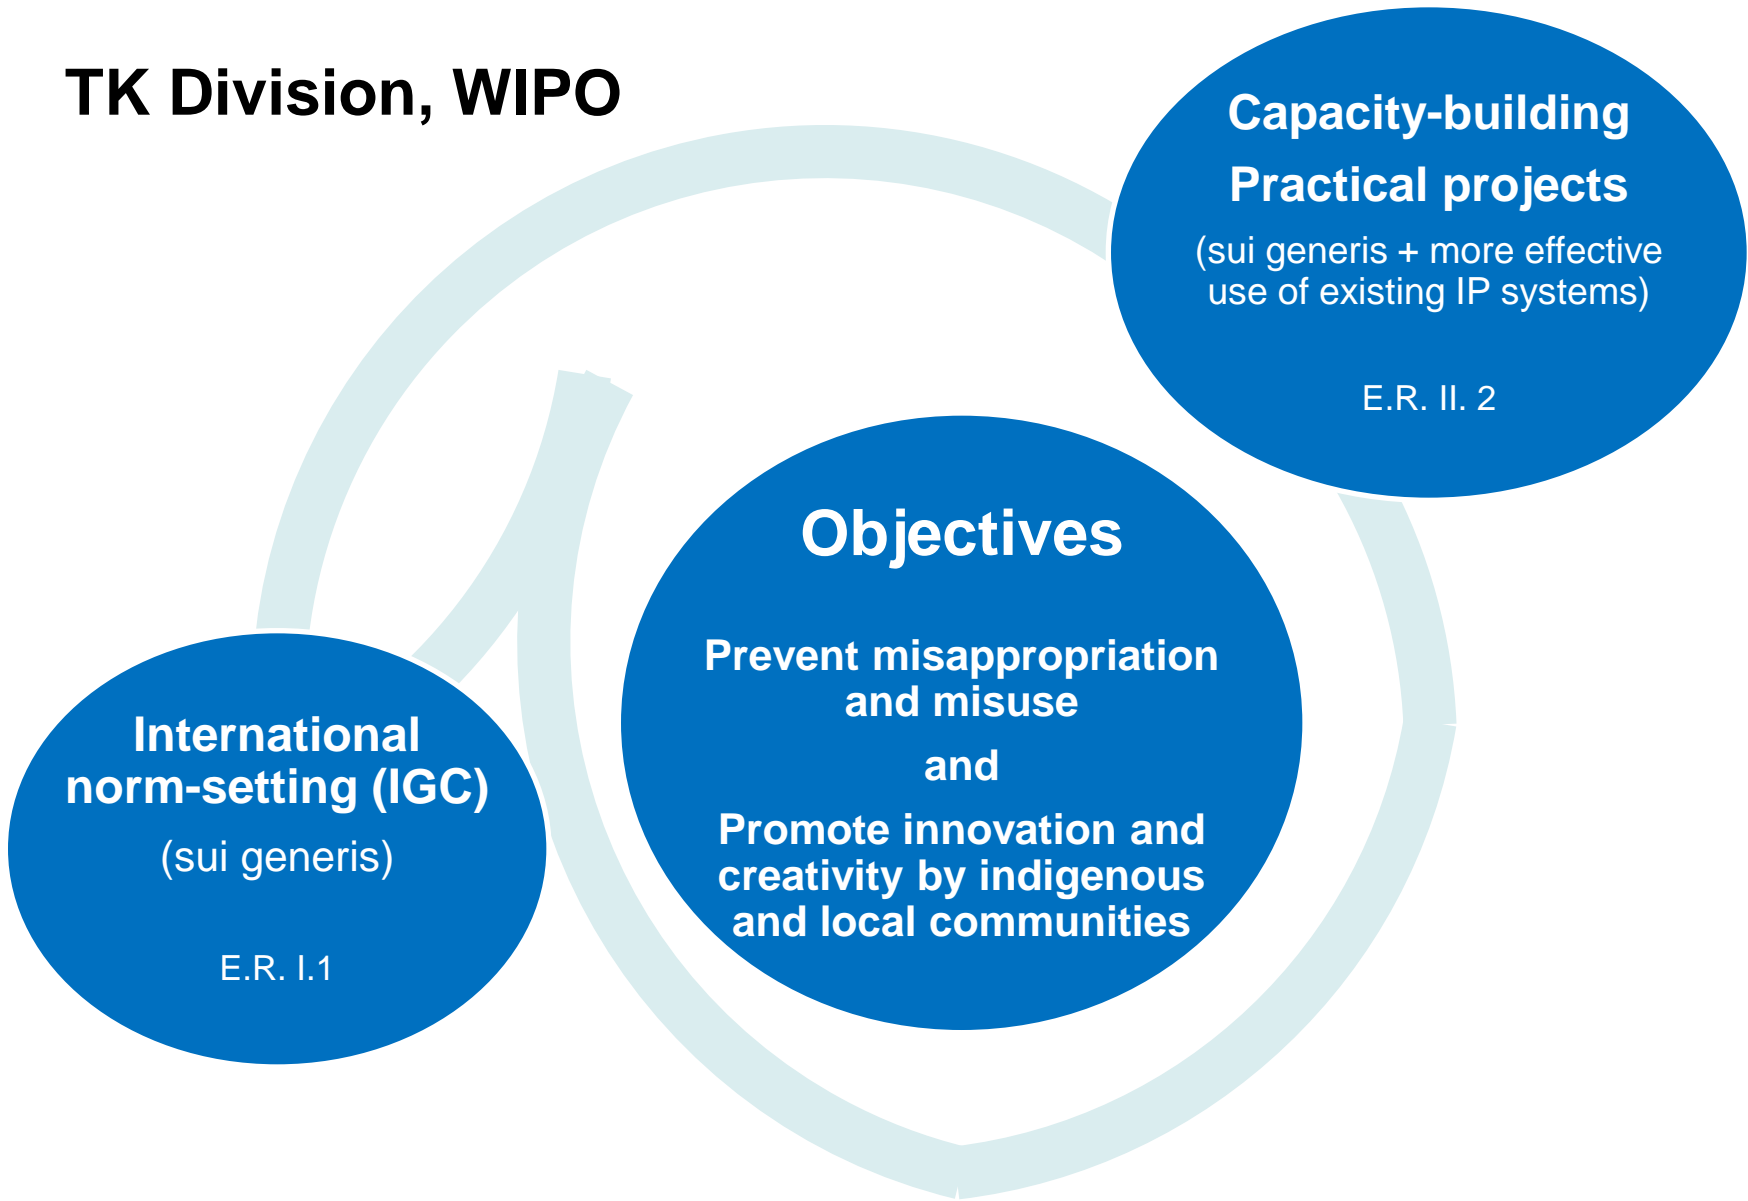 TK Division, WIPO
Capacity-building
Practical projects
(sui generis + more effective
use of existing IP systems)
E.R. II. 2
Objectives
Prevent misappropriation
and misuse
and
Promote innovation and
creativity by indigenous
and local communities
International
norm-setting (IGC)
(sui generis)
E.R. I.1